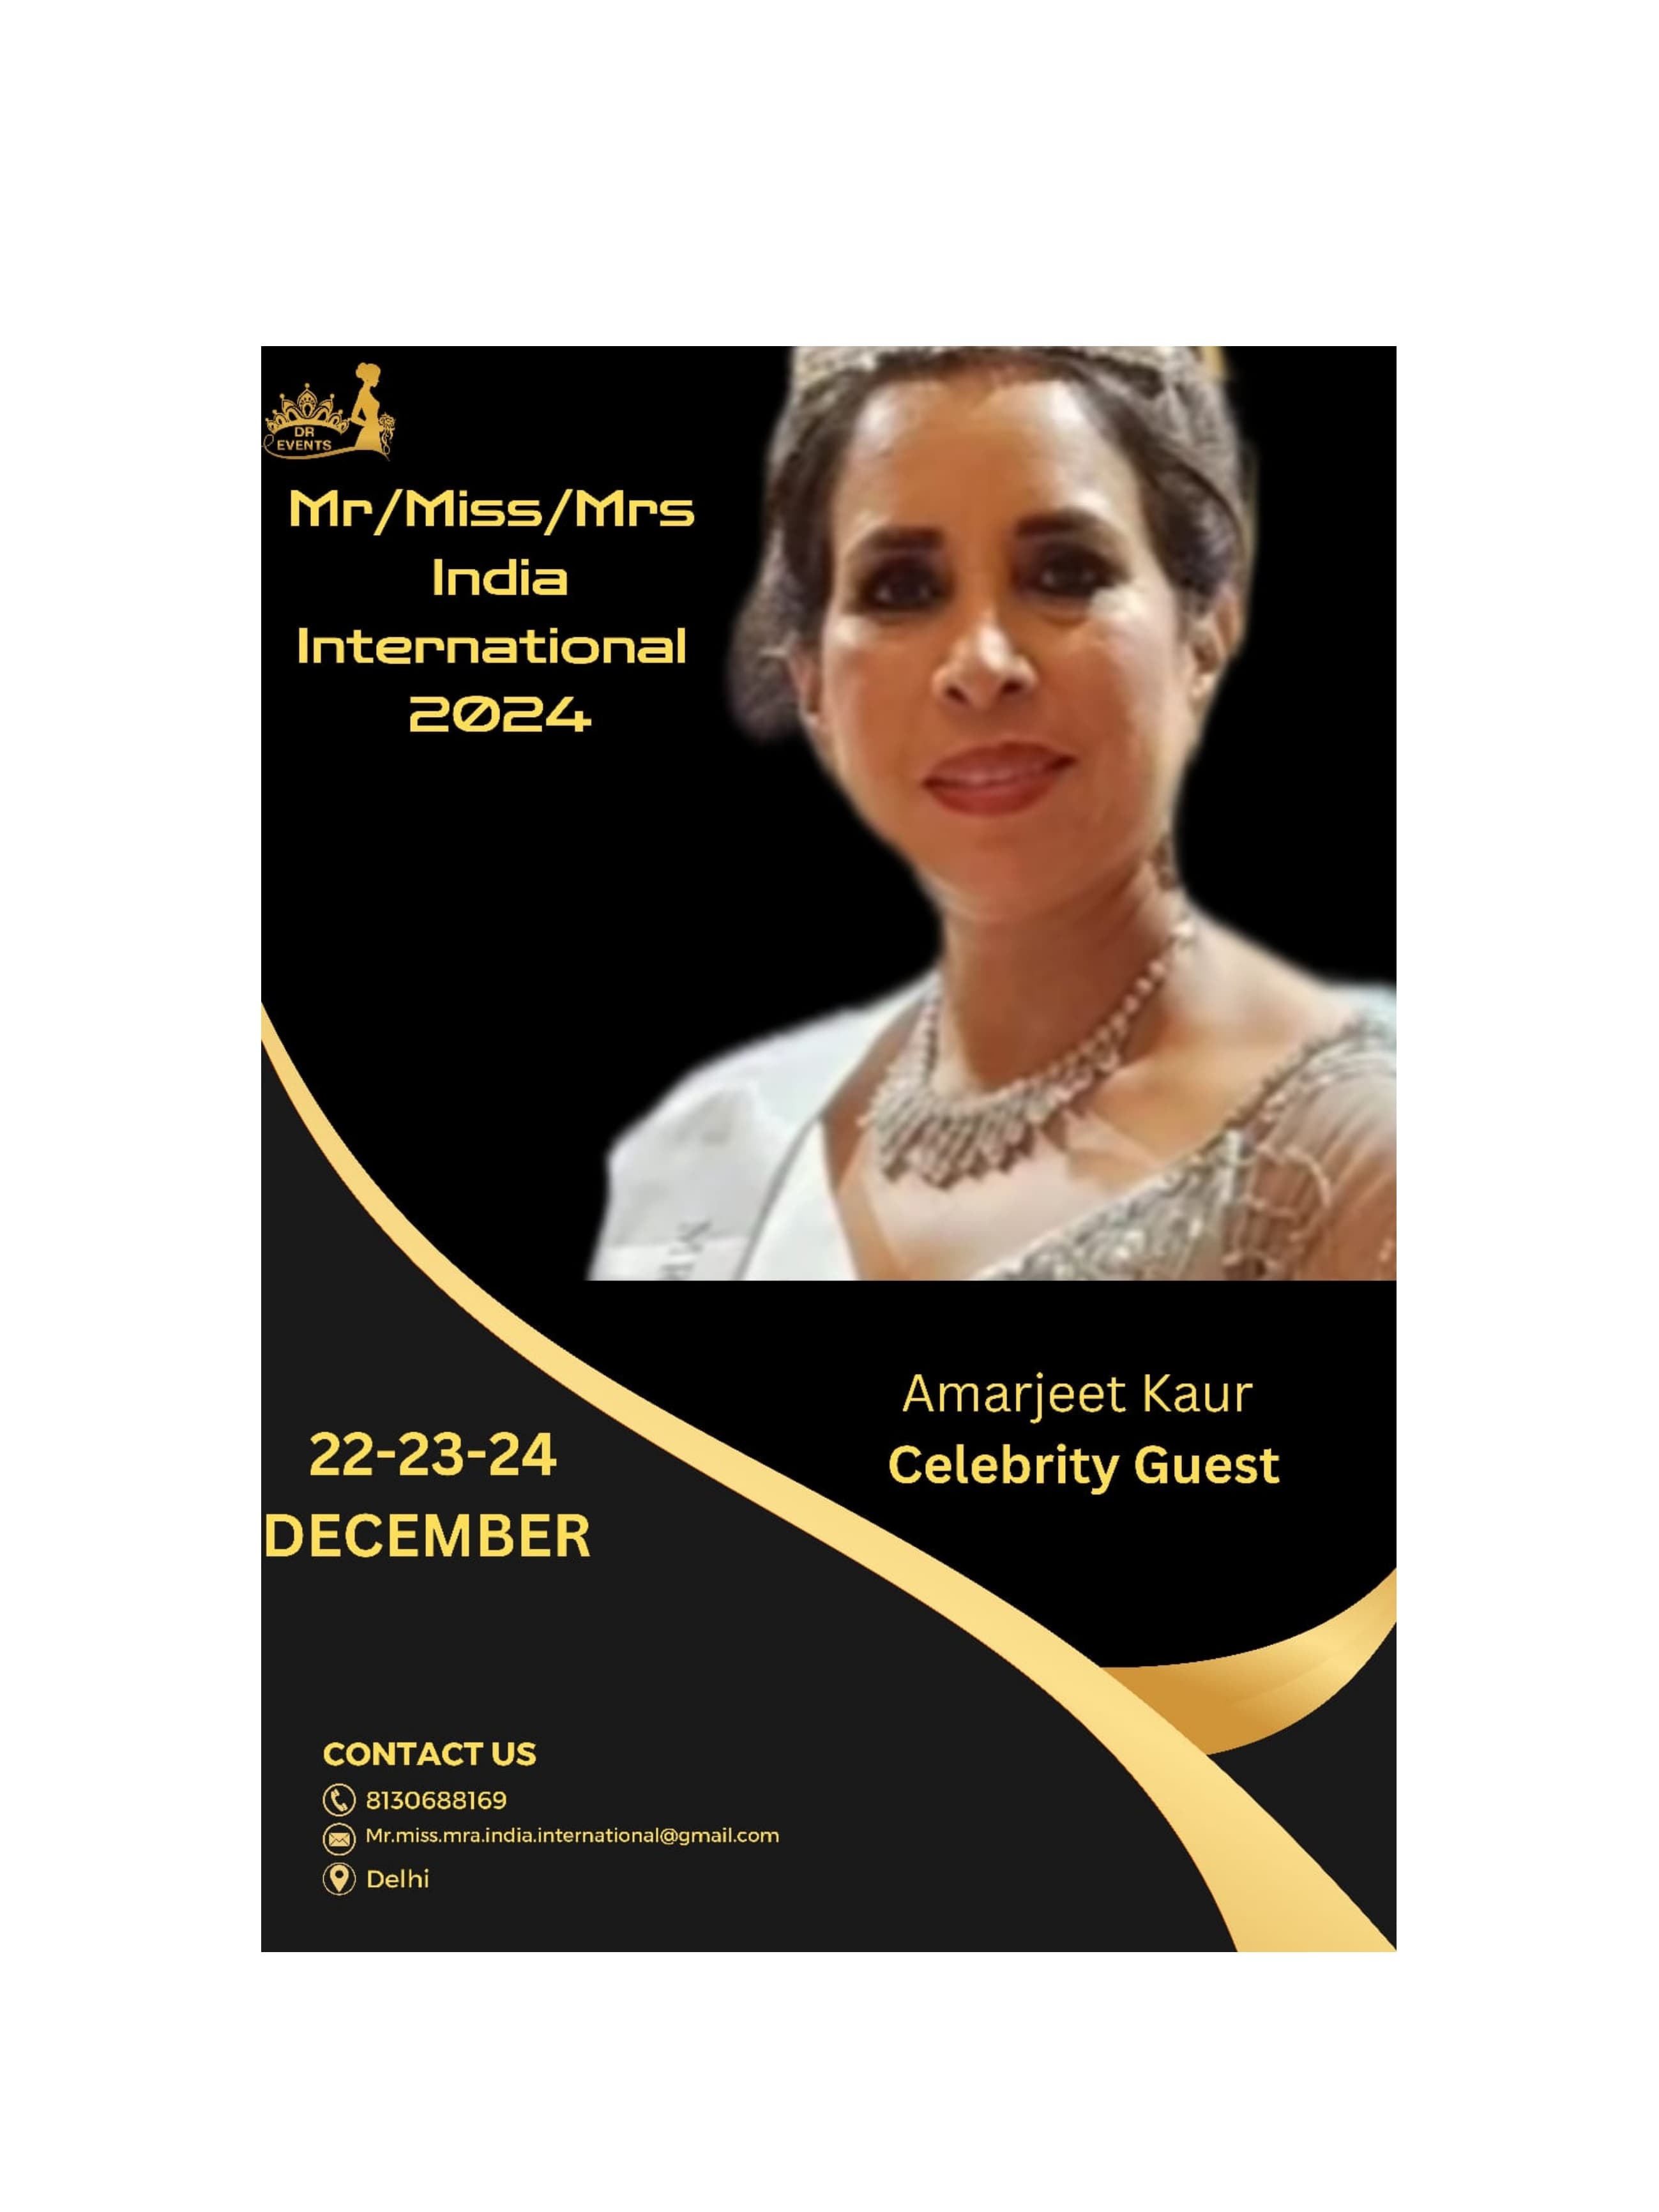 DR
EVENTS
Mr/Miss/Mrs
India
International
2024
Amarjeet Kaur
Celebrity Guest
22-23-24
DECEMBER
CONTACT US
8130688169
Mr.miss.mra.india.international@gmail.com
Delhi